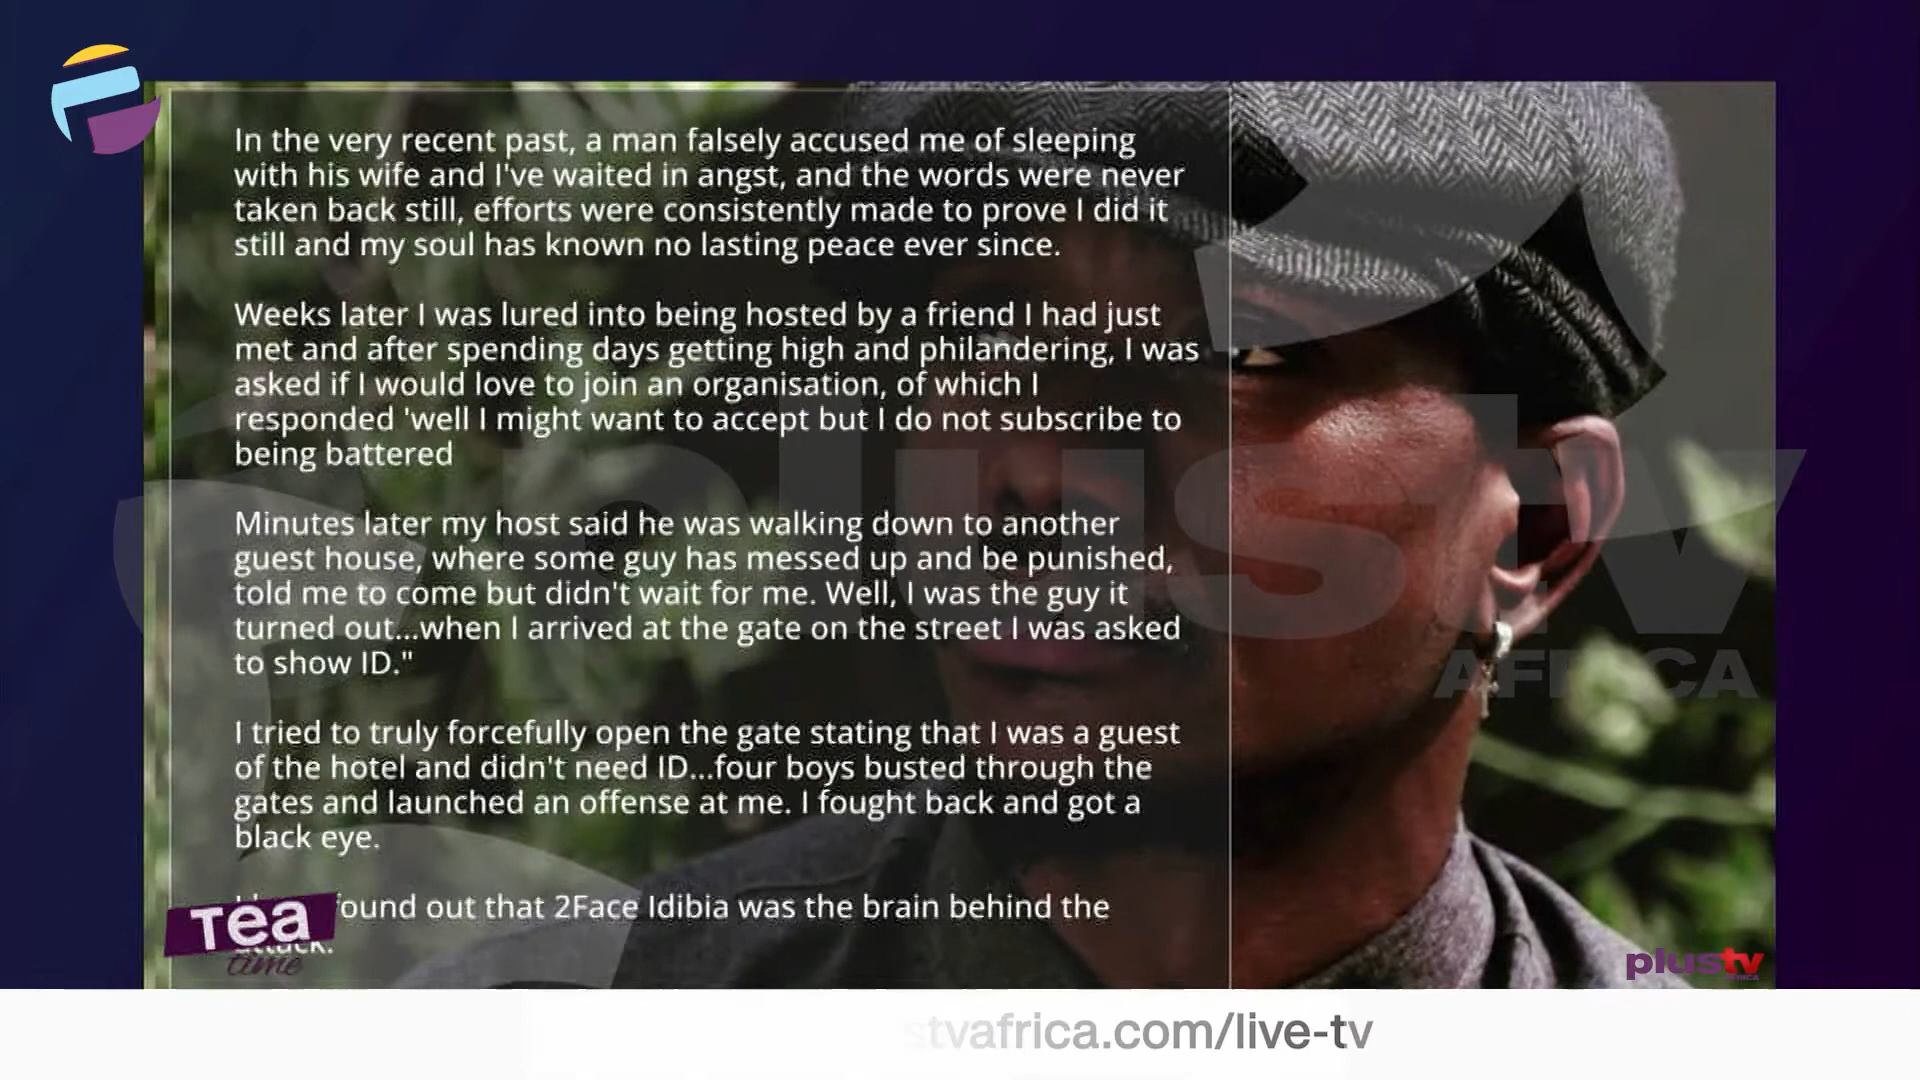 In the very recent past, a man falsely accused me of sleeping
with his wife and I've waited in angst, and the words were never
taken back still, efforts were consistently made to prove I did it
still and my soul has known no lasting peace ever since.
Weeks later I was lured into being hosted by a friend I had just
met and after spending days getting high and philandering, I was
asked if I would love to join an organisation, of which I
responded 'well I might want to accept but I do not subscribe to
being battered
Minutes later my host said he was walking down to another
guest house, where some guy has messed up and be punished,
told me to come but didn't wait for me. Well, I was the guy it
turned out...when I arrived at the gate on the street I was asked
to show ID."
I tried to truly forcefully open the gate stating that I was a guest
of the hotel and didn't need ID...four boys busted through the
gates and launched an offense at me. I fought back and got a
black eye.
found out that 2Face Idibia was the brain behind the
attack.
Tea
time
plustv
AFRICA
plustv
AFRICA
stvafrica.com/live-tv